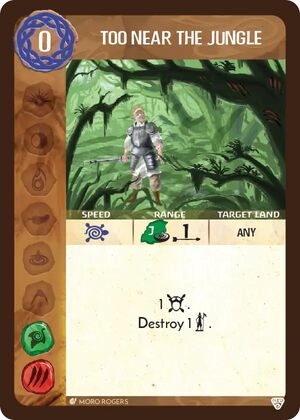 0
TOO NEAR THE JUNGLE
SPEED RANGE TARGET LAND
J 1 ANY
1 .
Destroy 1 .
MORO ROGERS